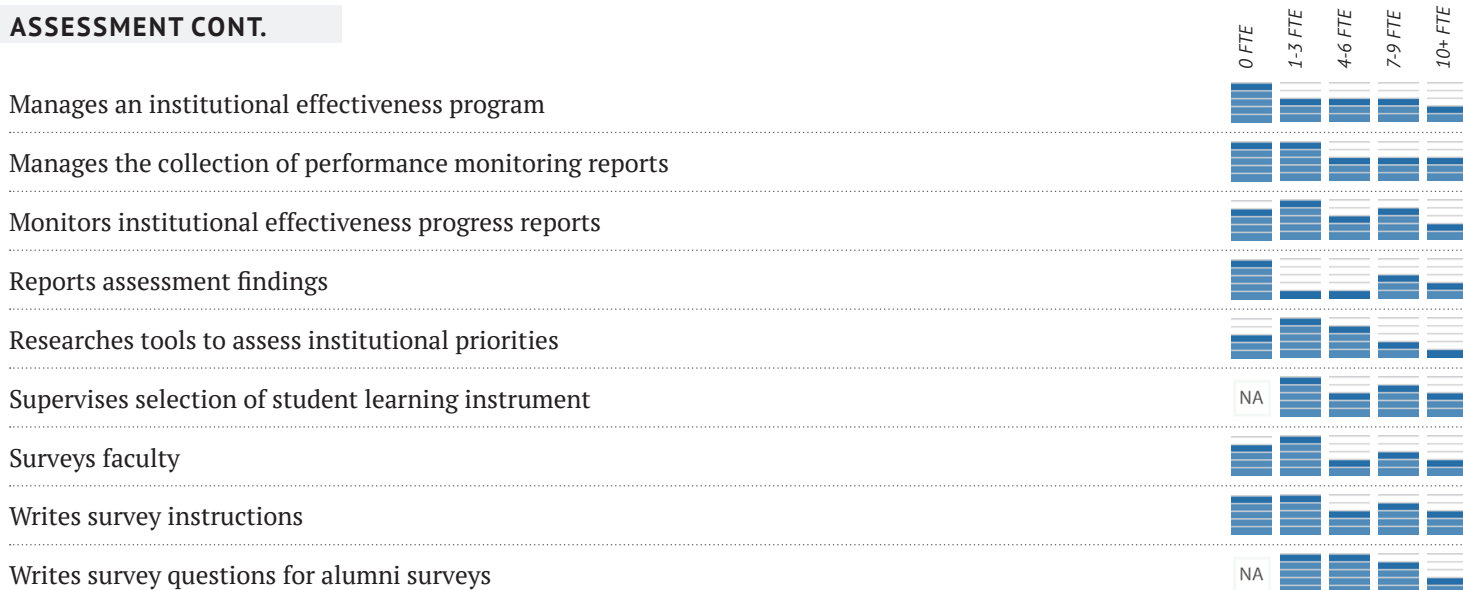 ASSESSMENT CONT.
0 FTE
1-3 FTE
4-6 FTE
7-9 FTE
10+ FTE
Manages an institutional effectiveness program
Manages the collection of performance monitoring reports
Monitors institutional effectiveness progress reports
Reports assessment findings
Researches tools to assess institutional priorities
Supervises selection of student learning instrument
NA
Surveys faculty
Writes survey instructions
Writes survey questions for alumni surveys
NA